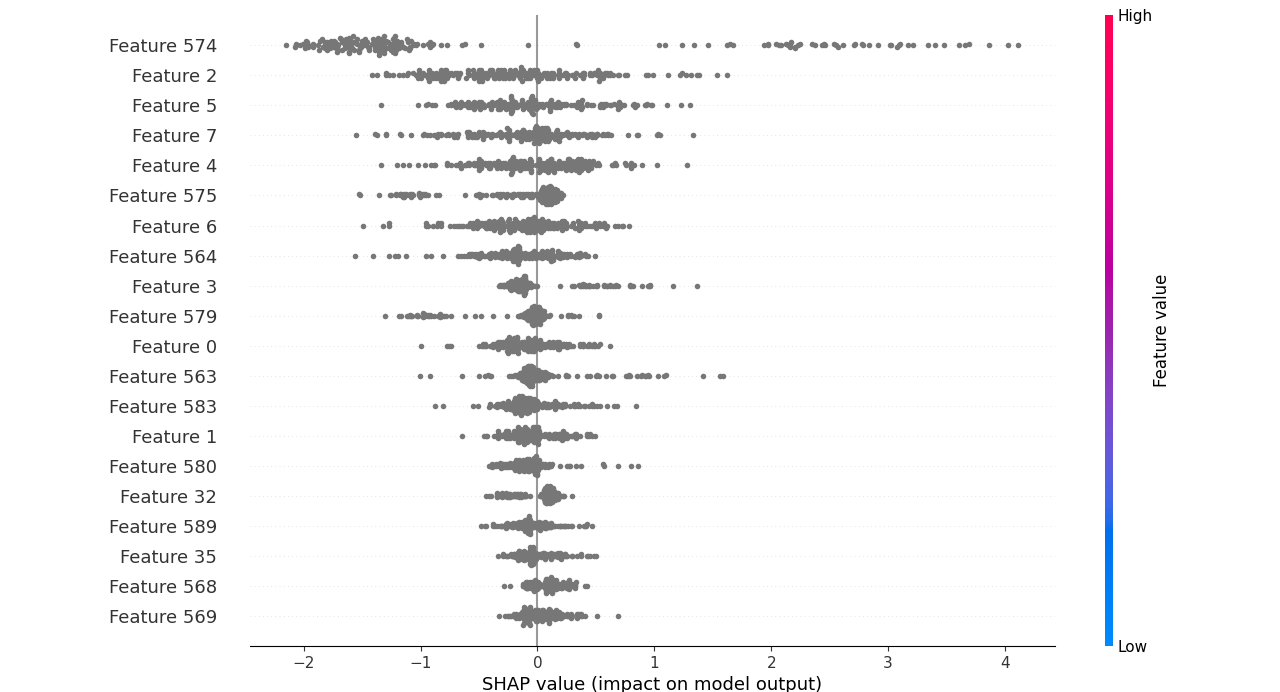 High
Feature 574
Feature 2
Feature 5
Feature 7
Feature 4
Feature 575
Feature 6
Feature 564
Feature 3
Feature 579
Feature 0
Feature 563
Feature 583
Feature 1
Feature 580
Feature 32
Feature 589
Feature 35
Feature 568
Feature 569
Feature value
Low
−2 −1 0 1 2 3 4
SHAP value (impact on model output)